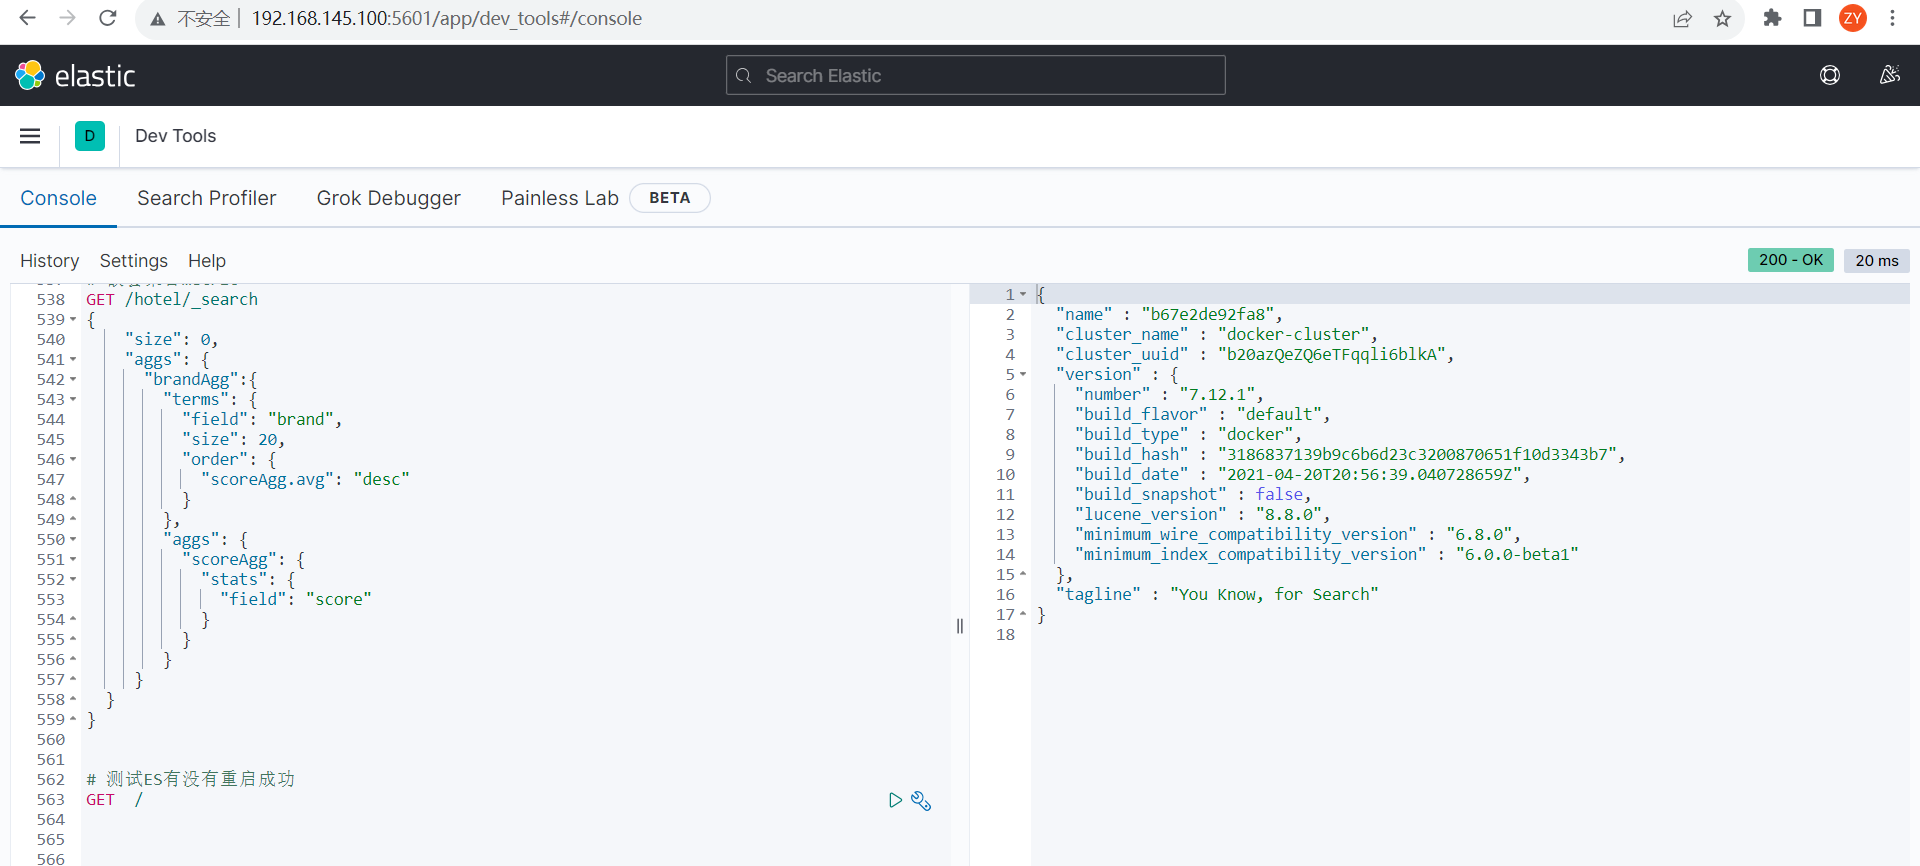 不安全 | 192.168.145.100:5601/app/dev_tools#/console
ZY
elastic
Search Elastic
D
Dev Tools
Console
Search Profiler
Grok Debugger
Painless Lab
BETA
History
Settings
Help
200 - OK
20 ms
538 GET /hotel/_search
539 {
540 "size": 0,
541 "aggs": {
542 "brandAgg":{
543 "terms": {
544 "field": "brand",
545 "size": 20,
546 "order": {
547 "scoreAgg.avg": "desc"
548 }
549 },
550 "aggs": {
551 "scoreAgg": {
552 "stats": {
553 "field": "score"
554 }
555 }
556 }
557 }
558 }
559 }
560
561
562 # 测试ES有没有重启成功
563 GET /
564
565
566
1 {
2 "name" : "b67e2de92fa8",
3 "cluster_name" : "docker-cluster",
4 "cluster_uuid" : "b20azQeZQ6eTFqqli6blkA",
5 "version" : {
6 "number" : "7.12.1",
7 "build_flavor" : "default",
8 "build_type" : "docker",
9 "build_hash" : "3186837139b9c6b6d23c3200870651f10d3343b7",
10 "build_date" : "2021-04-20T20:56:39.040728659Z",
11 "build_snapshot" : false,
12 "lucene_version" : "8.8.0",
13 "minimum_wire_compatibility_version" : "6.8.0",
14 "minimum_index_compatibility_version" : "6.0.0-beta1"
15 },
16 "tagline" : "You Know, for Search"
17 }
18